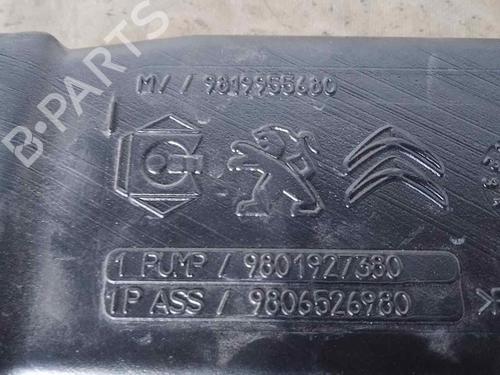 M/ / 9819955680
B-PARTS
1 PUMP / 9801927380
1P ASS / 9806526980